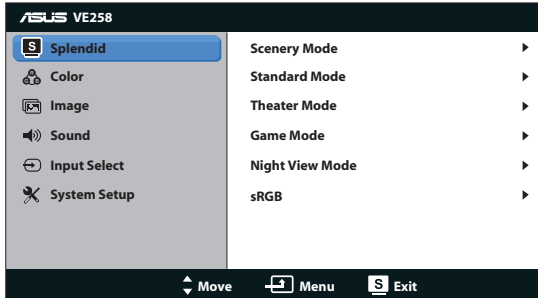 ASUS VE258
S Splendid
Color
Image
Sound
Input Select
System Setup
Scenery Mode
Standard Mode
Theater Mode
Game Mode
Night View Mode
sRGB
Move Menu S Exit